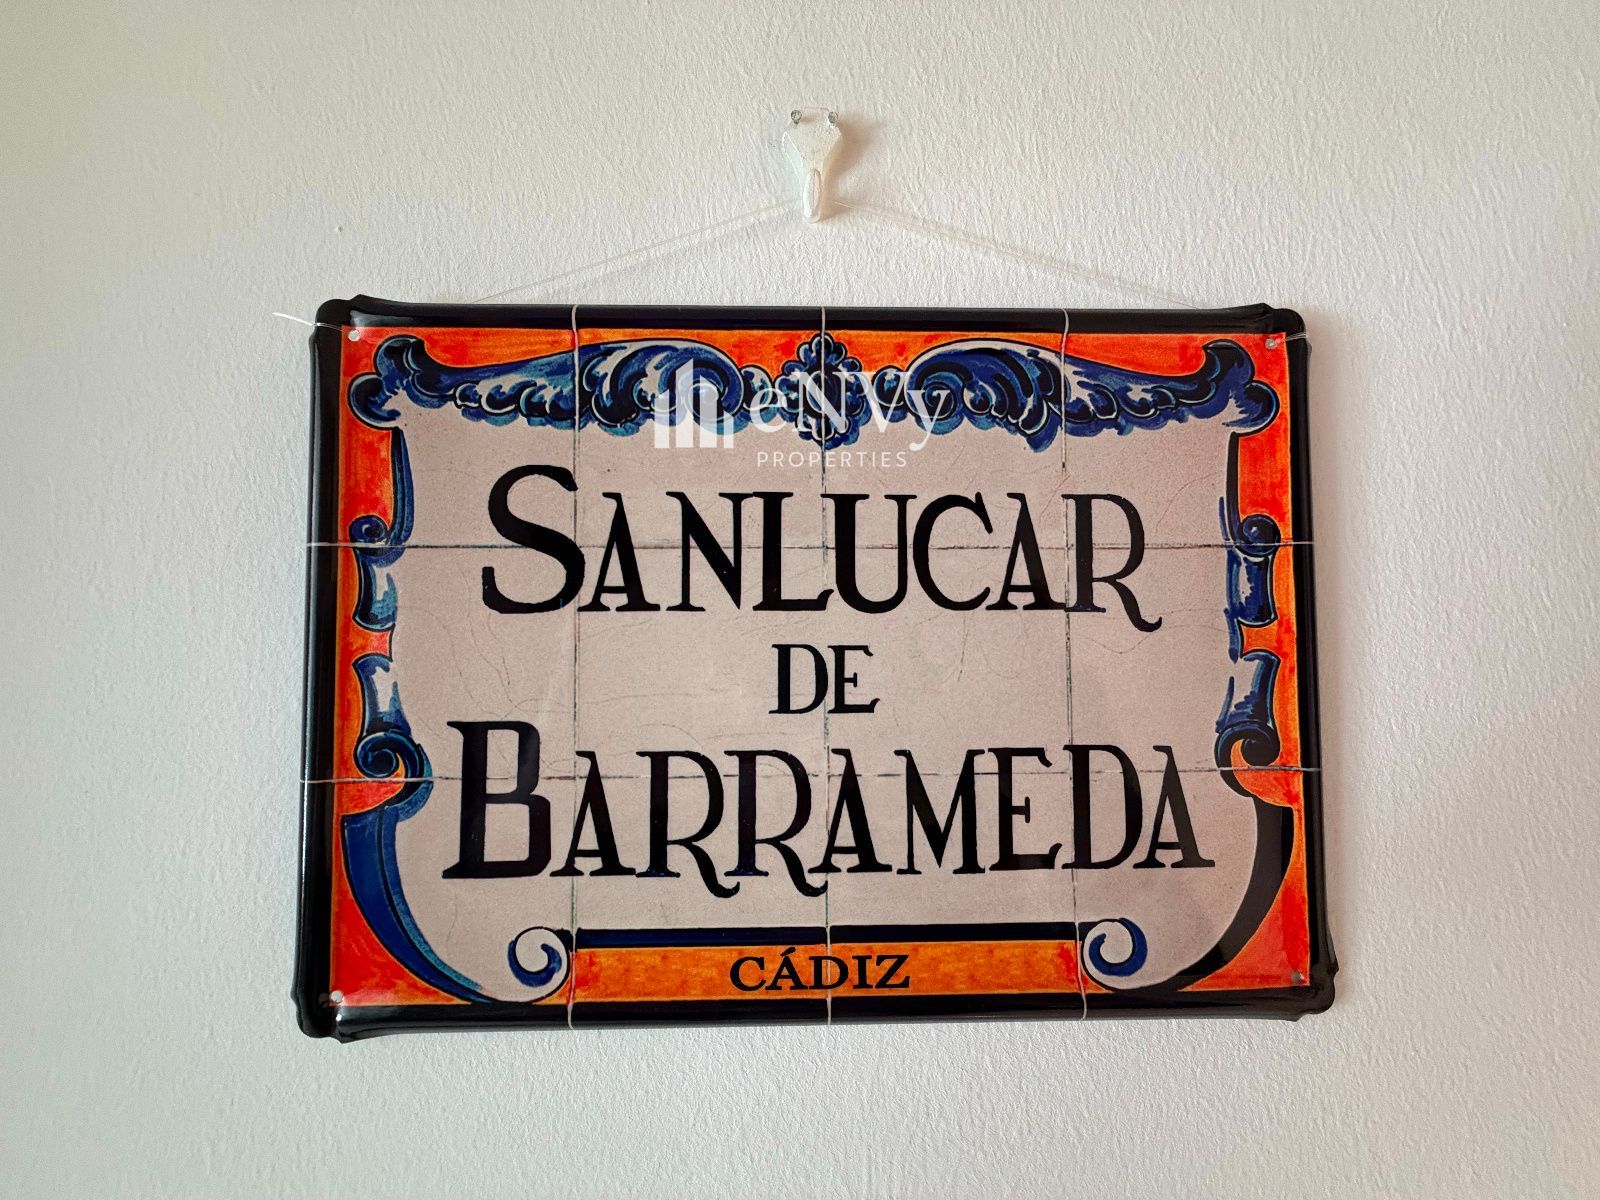 eNVy
PROPERTIES
SANLUCAR
DE
BARRAMEDA
CÁDIZ